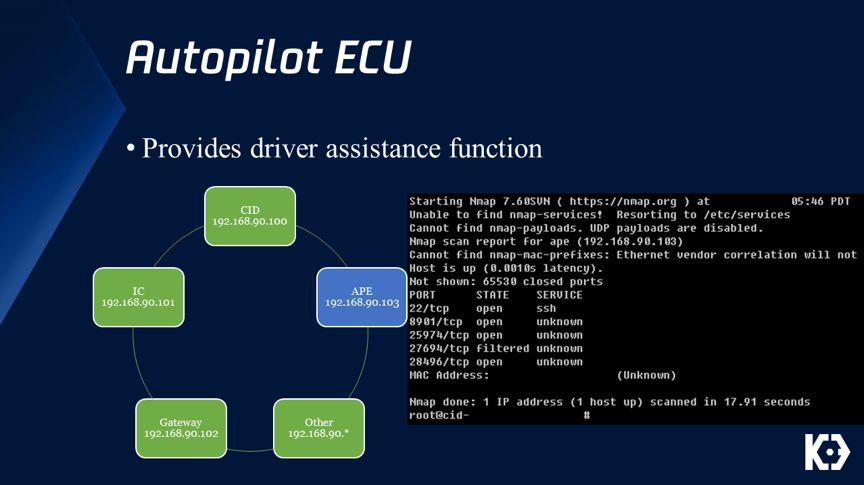 Autopilot ECU
• Provides driver assistance function
CID
192.168.90.100
IC
192.168.90.101
APE
192.168.90.103
Gateway
192.168.90.102
Other
192.168.90.*
Starting Nmap 7.60SVN ( https://nmap.org ) at 05:46 PDT
Unable to find nmap-services!  Resorting to /etc/services
Cannot find nmap-payloads. UDP payloads are disabled.
Nmap scan report for ape (192.168.90.103)
Cannot find nmap-mac-prefixes: Ethernet vendor correlation will not
Host is up (0.0010s latency).
Not shown: 65530 closed ports
PORT STATE SERVICE
22/tcp open ssh
8901/tcp open unknown
25974/tcp open unknown
27694/tcp filtered unknown
28496/tcp open unknown
MAC Address: (Unknown)
Nmap done: 1 IP address (1 host up) scanned in 17.91 seconds
root@cid- #